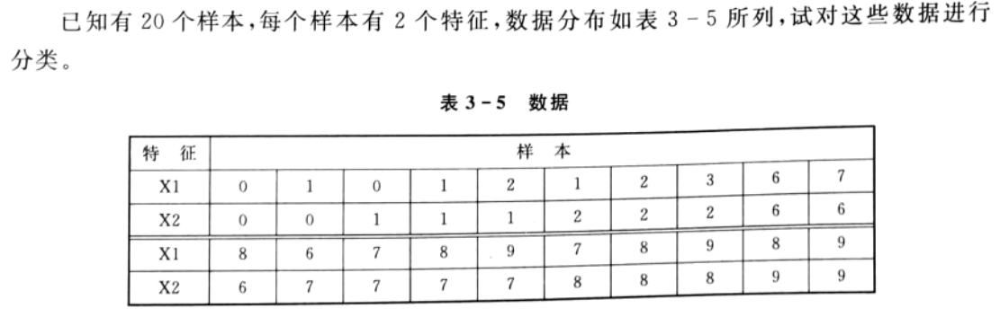 已知有 20 个样本,每个样本有 2 个特征,数据分布如表 3-5 所列,试对这些数据进行
分类。
表 3-5 数据
特 征 样 本
X1 0 1 0 1 2 1 2 3 6 7
X2 0 0 1 1 1 2 2 2 6 6
X1 8 6 7 8 9 7 8 9 8 9
X2 6 7 7 7 7 8 8 8 9 9